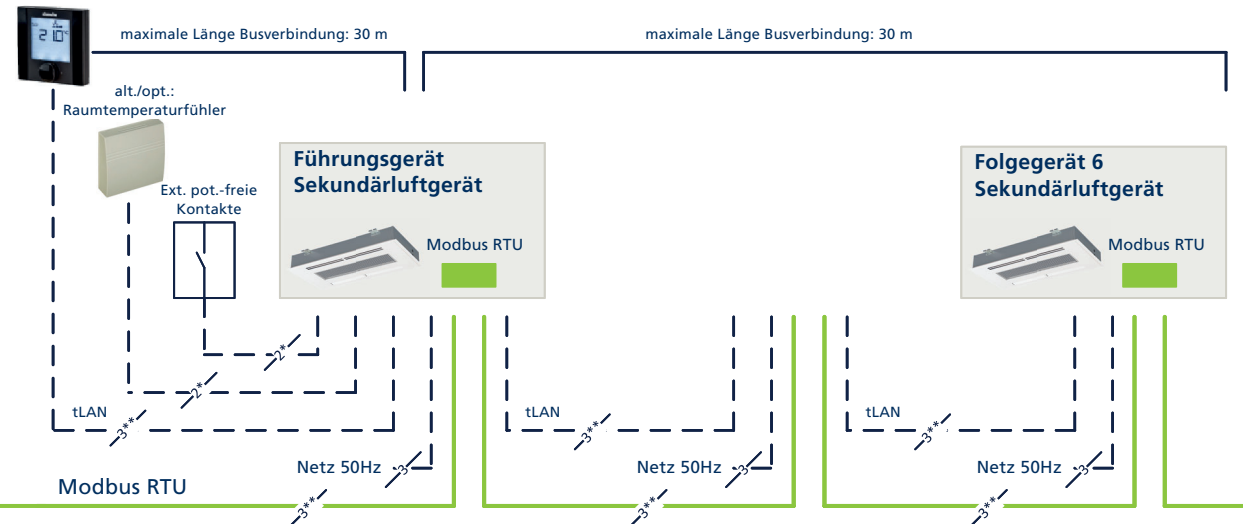 maximale Länge Busverbindung: 30 m
maximale Länge Busverbindung: 30 m
21.0°C
alt./opt.:
Raumtemperaturfühler
Ext. pot.-freie
Kontakte
Führungsgerät
Sekundärluftgerät
Modbus RTU
Folgegerät 6
Sekundärluftgerät
Modbus RTU
2*
2*
tLAN
3**
tLAN
3**
tLAN
3**
Netz 50Hz
3
Netz 50Hz
3
Netz 50Hz
3
Modbus RTU
3**
3**
3**